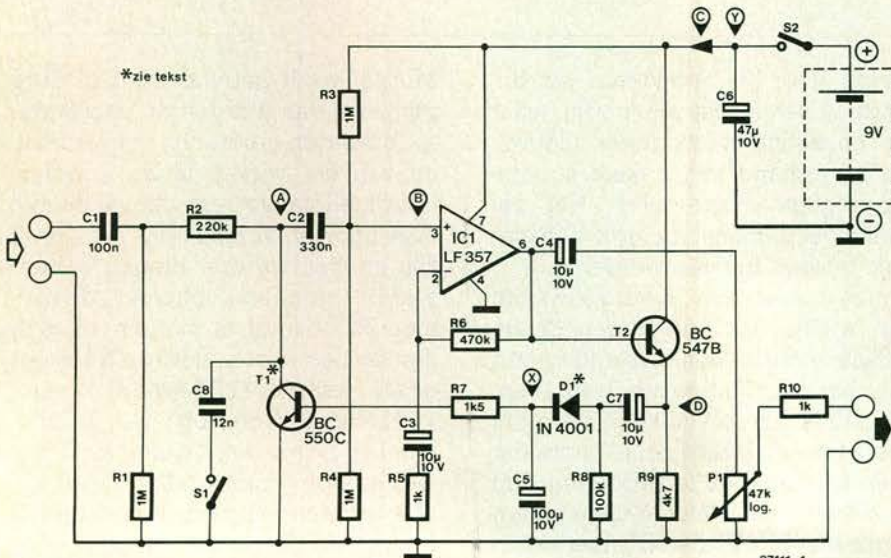 C
Y
S2
+
*zie tekst
R3
1M
C6
47µ
10V
9V
−
A
B
C1
100n
R2
220k
C2
330n
3
+
7
IC1
LF 357
6
2
−
4
C4
10µ
10V
R6
470k
T2
BC
547B
C8
12n
T1*
BC
550C
R7
1k5
X
D1*
1N 4001
C7
10µ
10V
D
R10
1k
C3
10µ
10V
R1
1M
S1
R4
1M
R5
1k
C5
100µ
10V
R8
100k
R9
4k7
P1
47k
log.